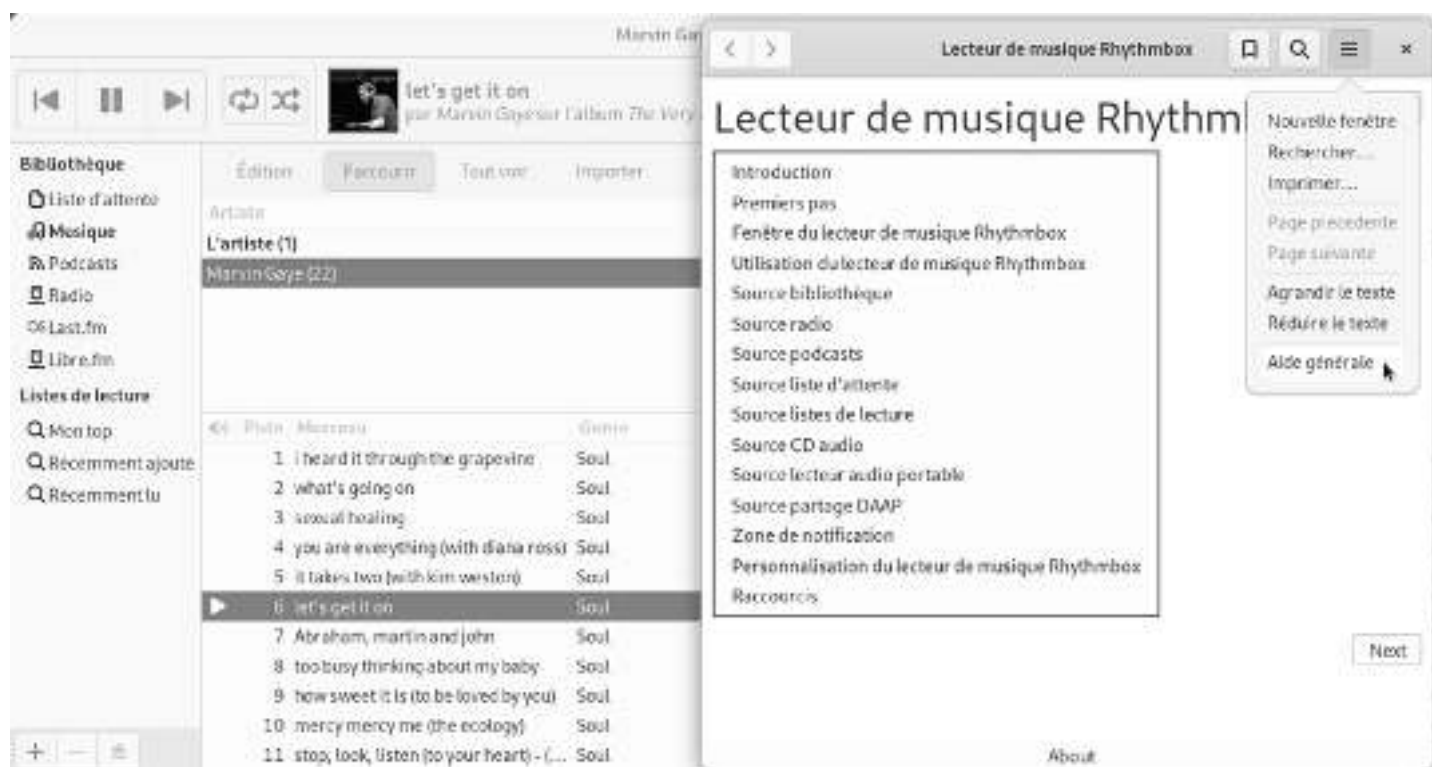 Marvin Gay
let's get it on
par Marvin Gaye sur l'album The Very
Bibliothèque
Liste d'attente
Musique
Podcasts
Radio
Last.fm
Libre.fm
Listes de lecture
Mon top
Récemment ajouté
Récemment lu
Édition Parcourir Tout voir Importer
Artiste
L'artiste (1)
Marvin Gaye (22)
Piste Morceau Genre
1 i heard it through the grapevine Soul
2 what's going on Soul
3 sexual healing Soul
4 you are everything (with diana ross) Soul
5 it takes two (with kim weston) Soul
6 let's get it on Soul
7 Abraham, martin and john Soul
8 too busy thinking about my baby Soul
9 how sweet it is (to be loved by you) Soul
10 mercy mercy me (the ecology) Soul
11 stop, look, listen (to your heart) - (... Soul
Lecteur de musique Rhythmbox
Lecteur de musique Rhythm
Introduction
Premiers pas
Fenêtre du lecteur de musique Rhythmbox
Utilisation du lecteur de musique Rhythmbox
Source bibliothèque
Source radio
Source podcasts
Source liste d'attente
Source listes de lecture
Source CD audio
Source lecteur audio portable
Source partage DAAP
Zone de notification
Personnalisation du lecteur de musique Rhythmbox
Raccourcis
Nouvelle fenêtre
Rechercher...
Imprimer...
Page précédente
Page suivante
Agrandir le texte
Réduire le texte
Aide générale
Next
About